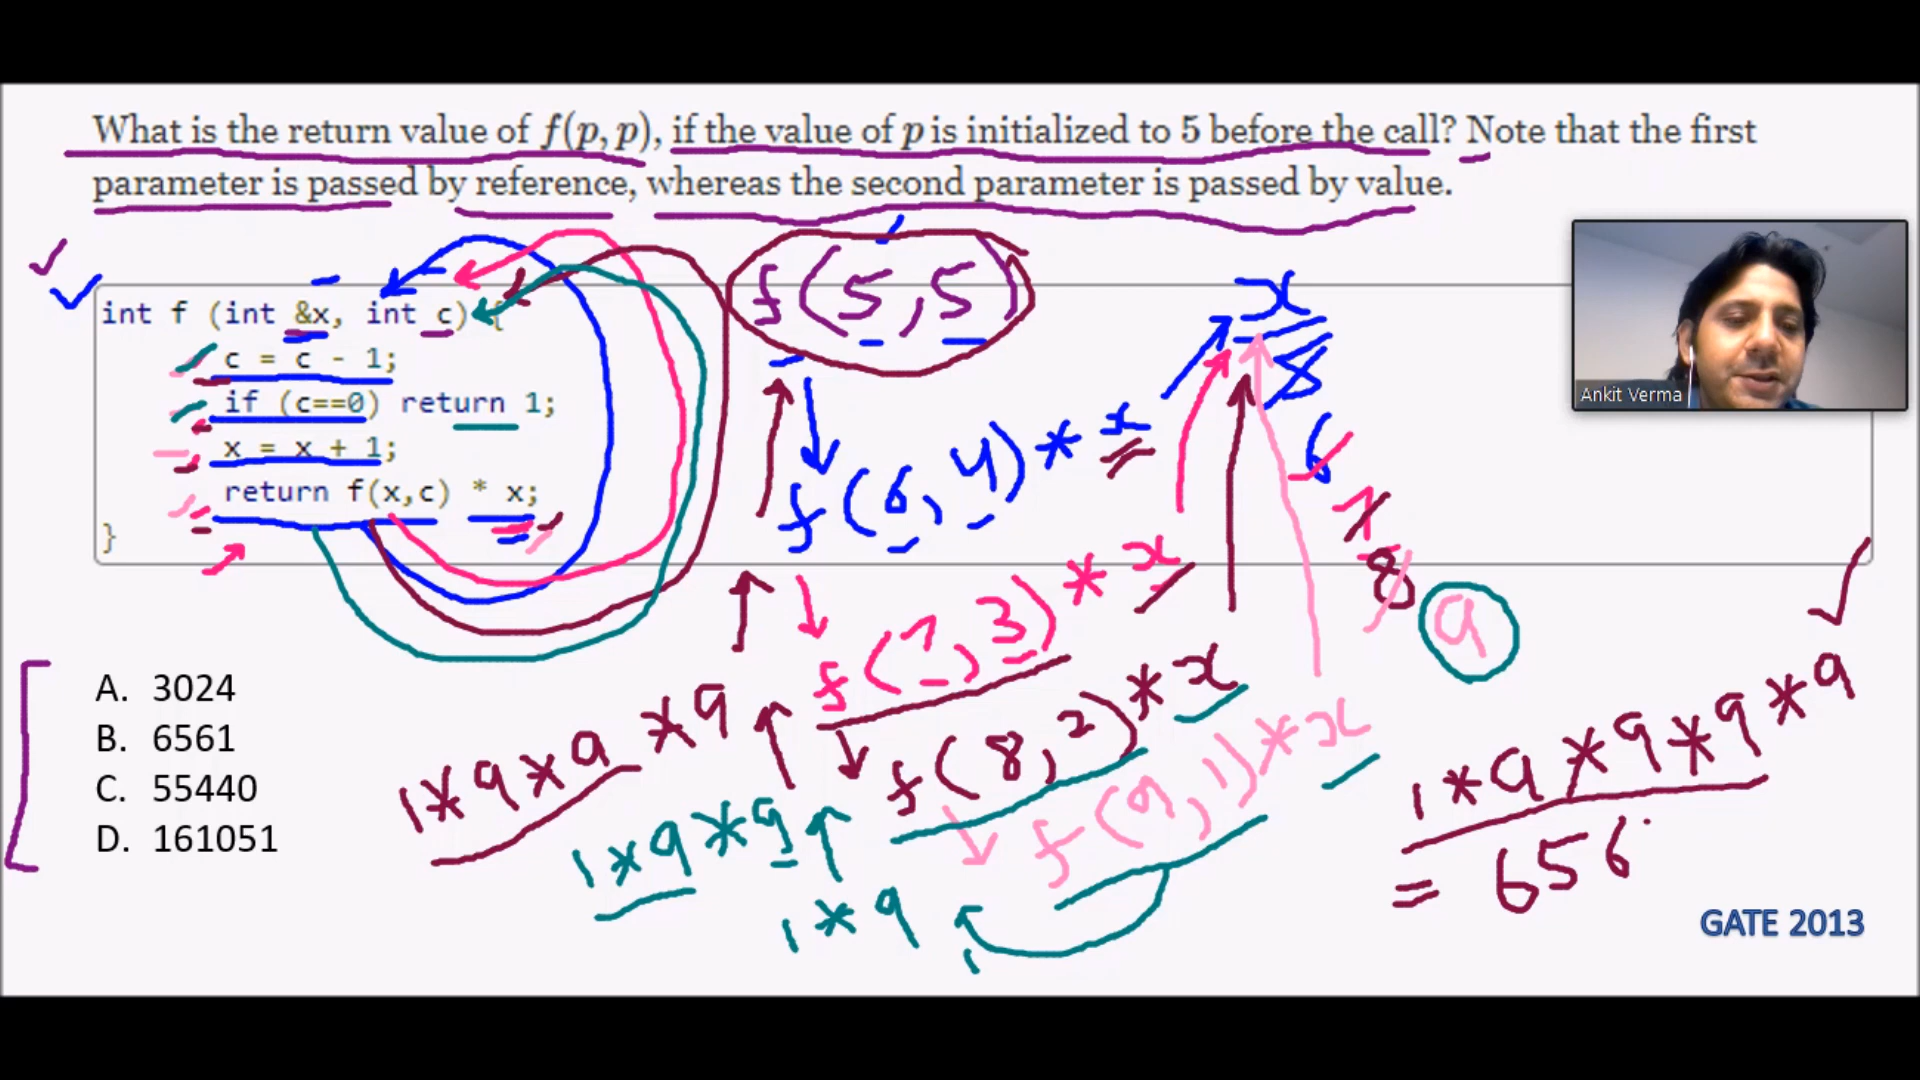 What is the return value of f(p, p), if the value of p is initialized to 5 before the call? Note that the first
parameter is passed by reference, whereas the second parameter is passed by value.
int f (int &x, int c) {
c = c - 1;
if (c==0) return 1;
x = x + 1;
return f(x,c) * x;
}
f(5,5)
f(6,4) * x
f(7,3) * x
f(8,2) * x
f(9,1) * x
x
5
6
7
8
9
1*9
1*9*9
1*9*9*9
1*9*9*9*9
= 656
A. 3024
B. 6561
C. 55440
D. 161051
Ankit Verma
GATE 2013